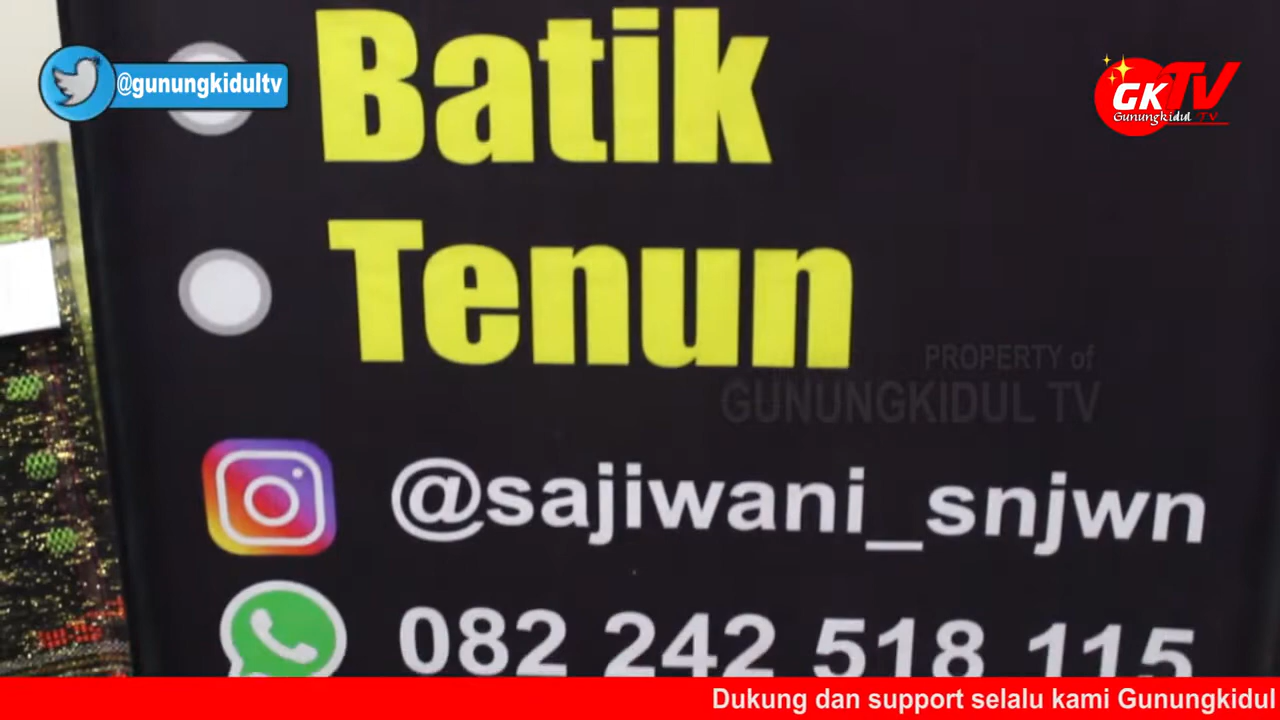 @gunungkidultv
GKTV
Gunungkidul TV
Batik
Tenun
PROPERTY of
GUNUNGKIDUL TV
@sajiwani_snjwn
082 242 518 115
Dukung dan support selalu kami Gunungkidul